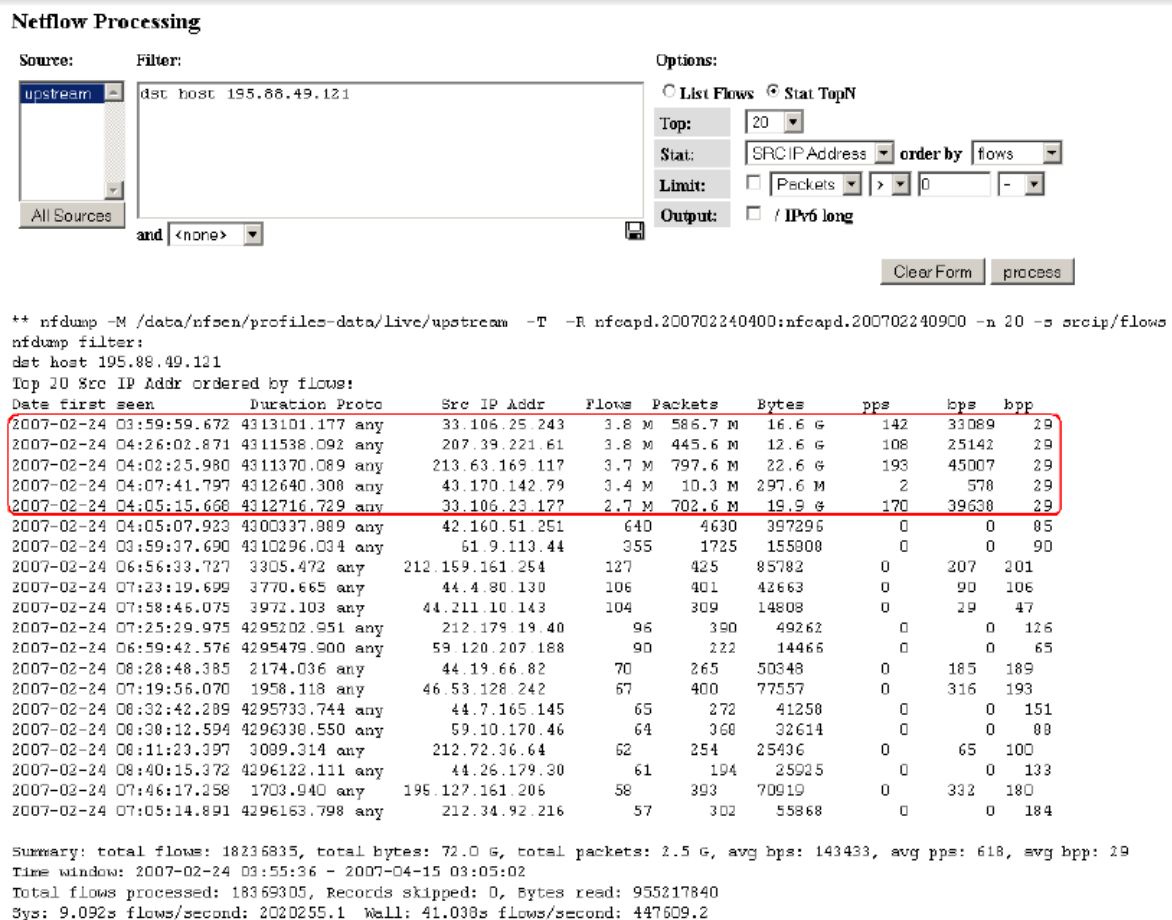 Netflow Processing
Source: Filter: Options:
upstream dst host 195.88.49.121 List Flows Stat TopN
Top: 20
Stat: SRC IP Address order by flows
Limit: Packets > 0 -
All Sources Output: / IPv6 long
and <none>
Clear Form process
** nfdump -M /data/nfsen/profiles-data/live/upstream -T -R nfcapd.200702240400:nfcapd.200702240900 -n 20 -s srcip/flows
nfdump filter:
dst host 195.88.49.121
Top 20 Src IP Addr ordered by flows:
Date first seen Duration Proto Src IP Addr Flows Packets Bytes pps bps bpp
2007-02-24 03:59:59.672 4313101.177 any 33.106.25.243 3.8 M 586.7 M 16.6 G 142 33089 29
2007-02-24 04:26:02.871 4311538.092 any 207.39.221.61 3.8 M 445.6 M 12.6 G 108 25142 29
2007-02-24 04:02:25.980 4311370.089 any 213.63.169.117 3.7 M 797.6 M 22.6 G 193 45007 29
2007-02-24 04:07:41.797 4312640.308 any 43.170.142.79 3.4 M 10.3 M 297.6 M 2 578 29
2007-02-24 04:05:15.668 4312716.729 any 33.106.23.177 2.7 M 702.6 M 19.9 G 170 39638 29
2007-02-24 04:05:07.923 4300337.889 any 42.160.51.251 640 4630 397296 0 0 85
2007-02-24 03:59:37.690 4310296.034 any 61.9.113.44 355 1725 155808 0 0 90
2007-02-24 06:56:33.727 3305.472 any 212.159.161.254 127 425 85782 0 207 201
2007-02-24 07:23:19.699 3770.665 any 44.4.80.130 106 401 42663 0 90 106
2007-02-24 07:58:46.075 3972.103 any 44.211.10.143 104 309 14808 0 29 47
2007-02-24 07:25:29.975 4295202.951 any 212.179.19.40 96 390 49262 0 0 126
2007-02-24 06:59:42.576 4295479.900 any 59.120.207.188 90 222 14466 0 0 65
2007-02-24 08:28:48.385 2174.036 any 44.19.66.82 70 265 50348 0 185 189
2007-02-24 07:19:56.070 1958.118 any 46.53.128.242 67 400 77557 0 316 193
2007-02-24 08:32:42.289 4295733.744 any 44.7.165.145 65 272 41258 0 0 151
2007-02-24 08:38:12.594 4296338.550 any 59.10.170.46 64 368 32614 0 0 88
2007-02-24 08:11:23.397 3089.314 any 212.72.36.64 62 254 25436 0 65 100
2007-02-24 08:40:15.372 4296122.111 any 44.26.179.30 61 194 25925 0 0 133
2007-02-24 07:46:17.258 1703.940 any 195.127.161.206 58 393 70919 0 332 180
2007-02-24 07:05:14.891 4296163.798 any 212.34.92.216 57 302 55868 0 0 184
Summary: total flows: 18236835, total bytes: 72.0 G, total packets: 2.5 G, avg bps: 143433, avg pps: 618, avg bpp: 29
Time window: 2007-02-24 03:55:36 - 2007-04-15 03:05:02
Total flows processed: 18369305, Records skipped: 0, Bytes read: 955217840
Sys: 9.092s flows/second: 2020255.1 Wall: 41.038s flows/second: 447609.2